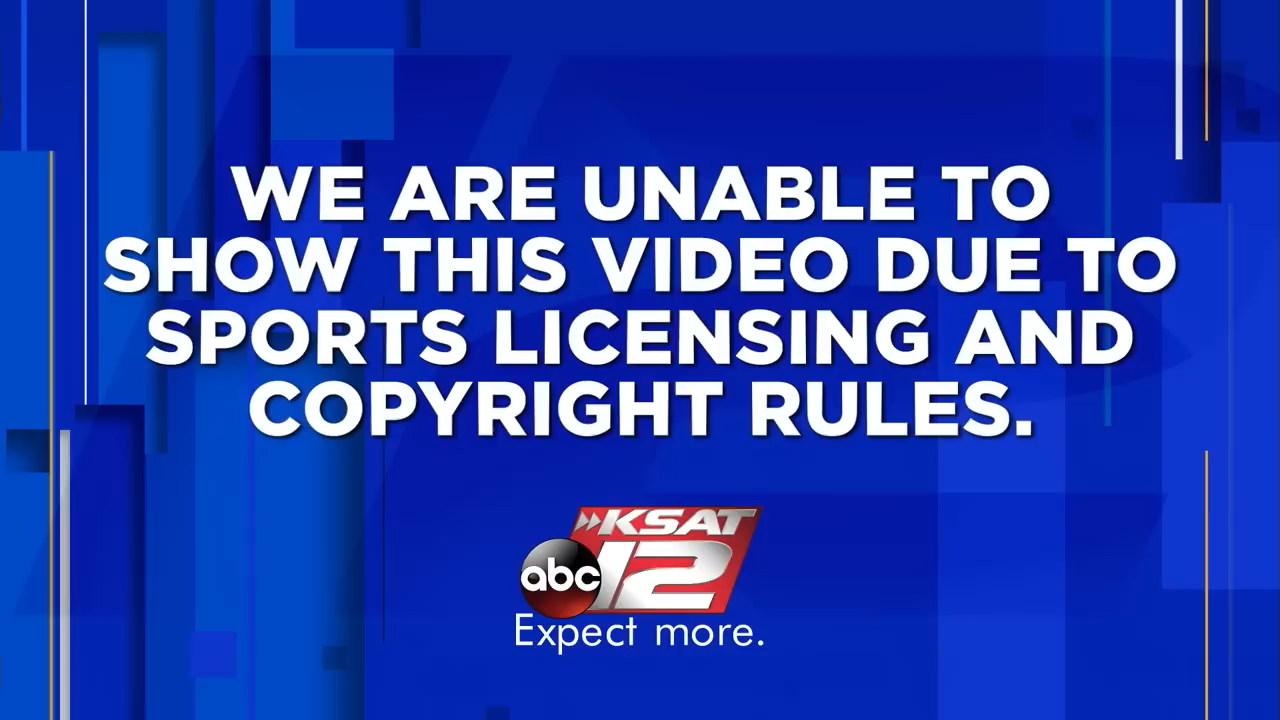 WE ARE UNABLE TO
SHOW THIS VIDEO DUE TO
SPORTS LICENSING AND
COPYRIGHT RULES.
KSAT
abc 12
Expect more.